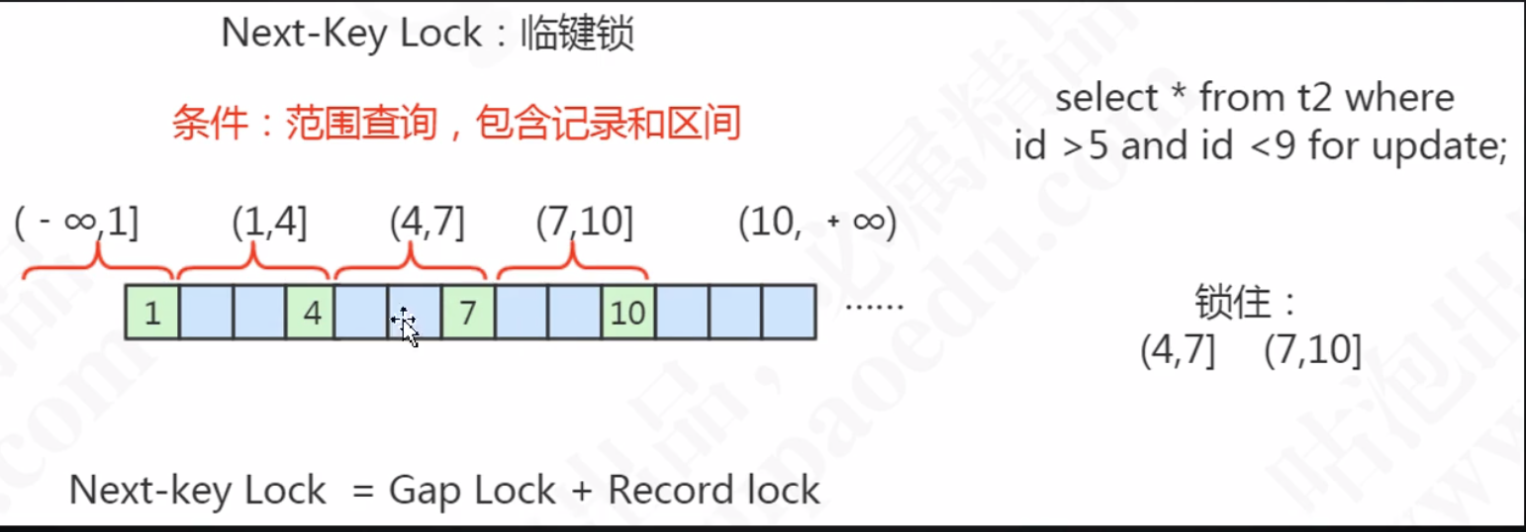 Next-Key Lock：临键锁
条件：范围查询，包含记录和区间
select * from t2 where
id >5 and id <9 for update;
( - ∞,1] (1,4] (4,7] (7,10] (10, + ∞)
1 4 7 10 ······
锁住：
(4,7] (7,10]
Next-key Lock = Gap Lock + Record lock